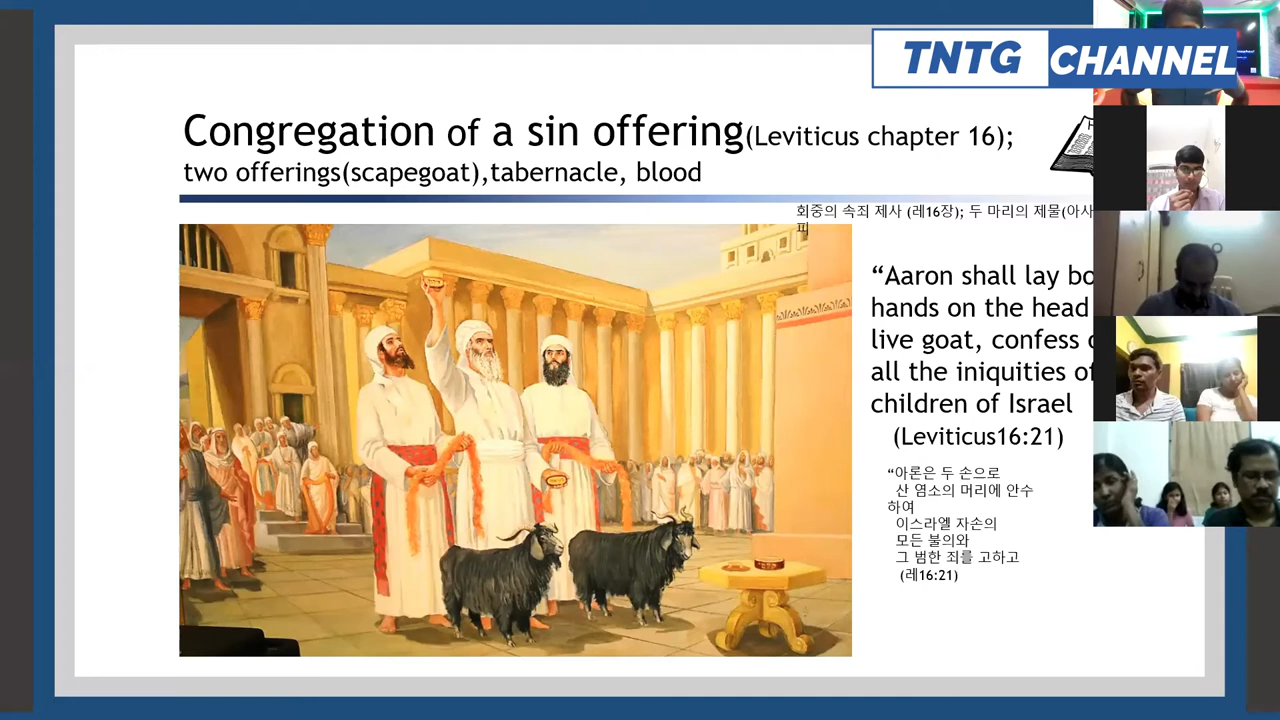 TNTG CHANNEL
Congregation of a sin offering(Leviticus chapter 16);
two offerings(scapegoat),tabernacle, blood
회중의 속죄 제사 (레16장); 두 마리의 제물(아사
피
“Aaron shall lay bo
hands on the head
live goat, confess
all the iniquities of
children of Israel
(Leviticus16:21)
“아론은 두 손으로
산 염소의 머리에 안수
하여
이스라엘 자손의
모든 불의와
그 범한 죄를 고하고
(레16:21)